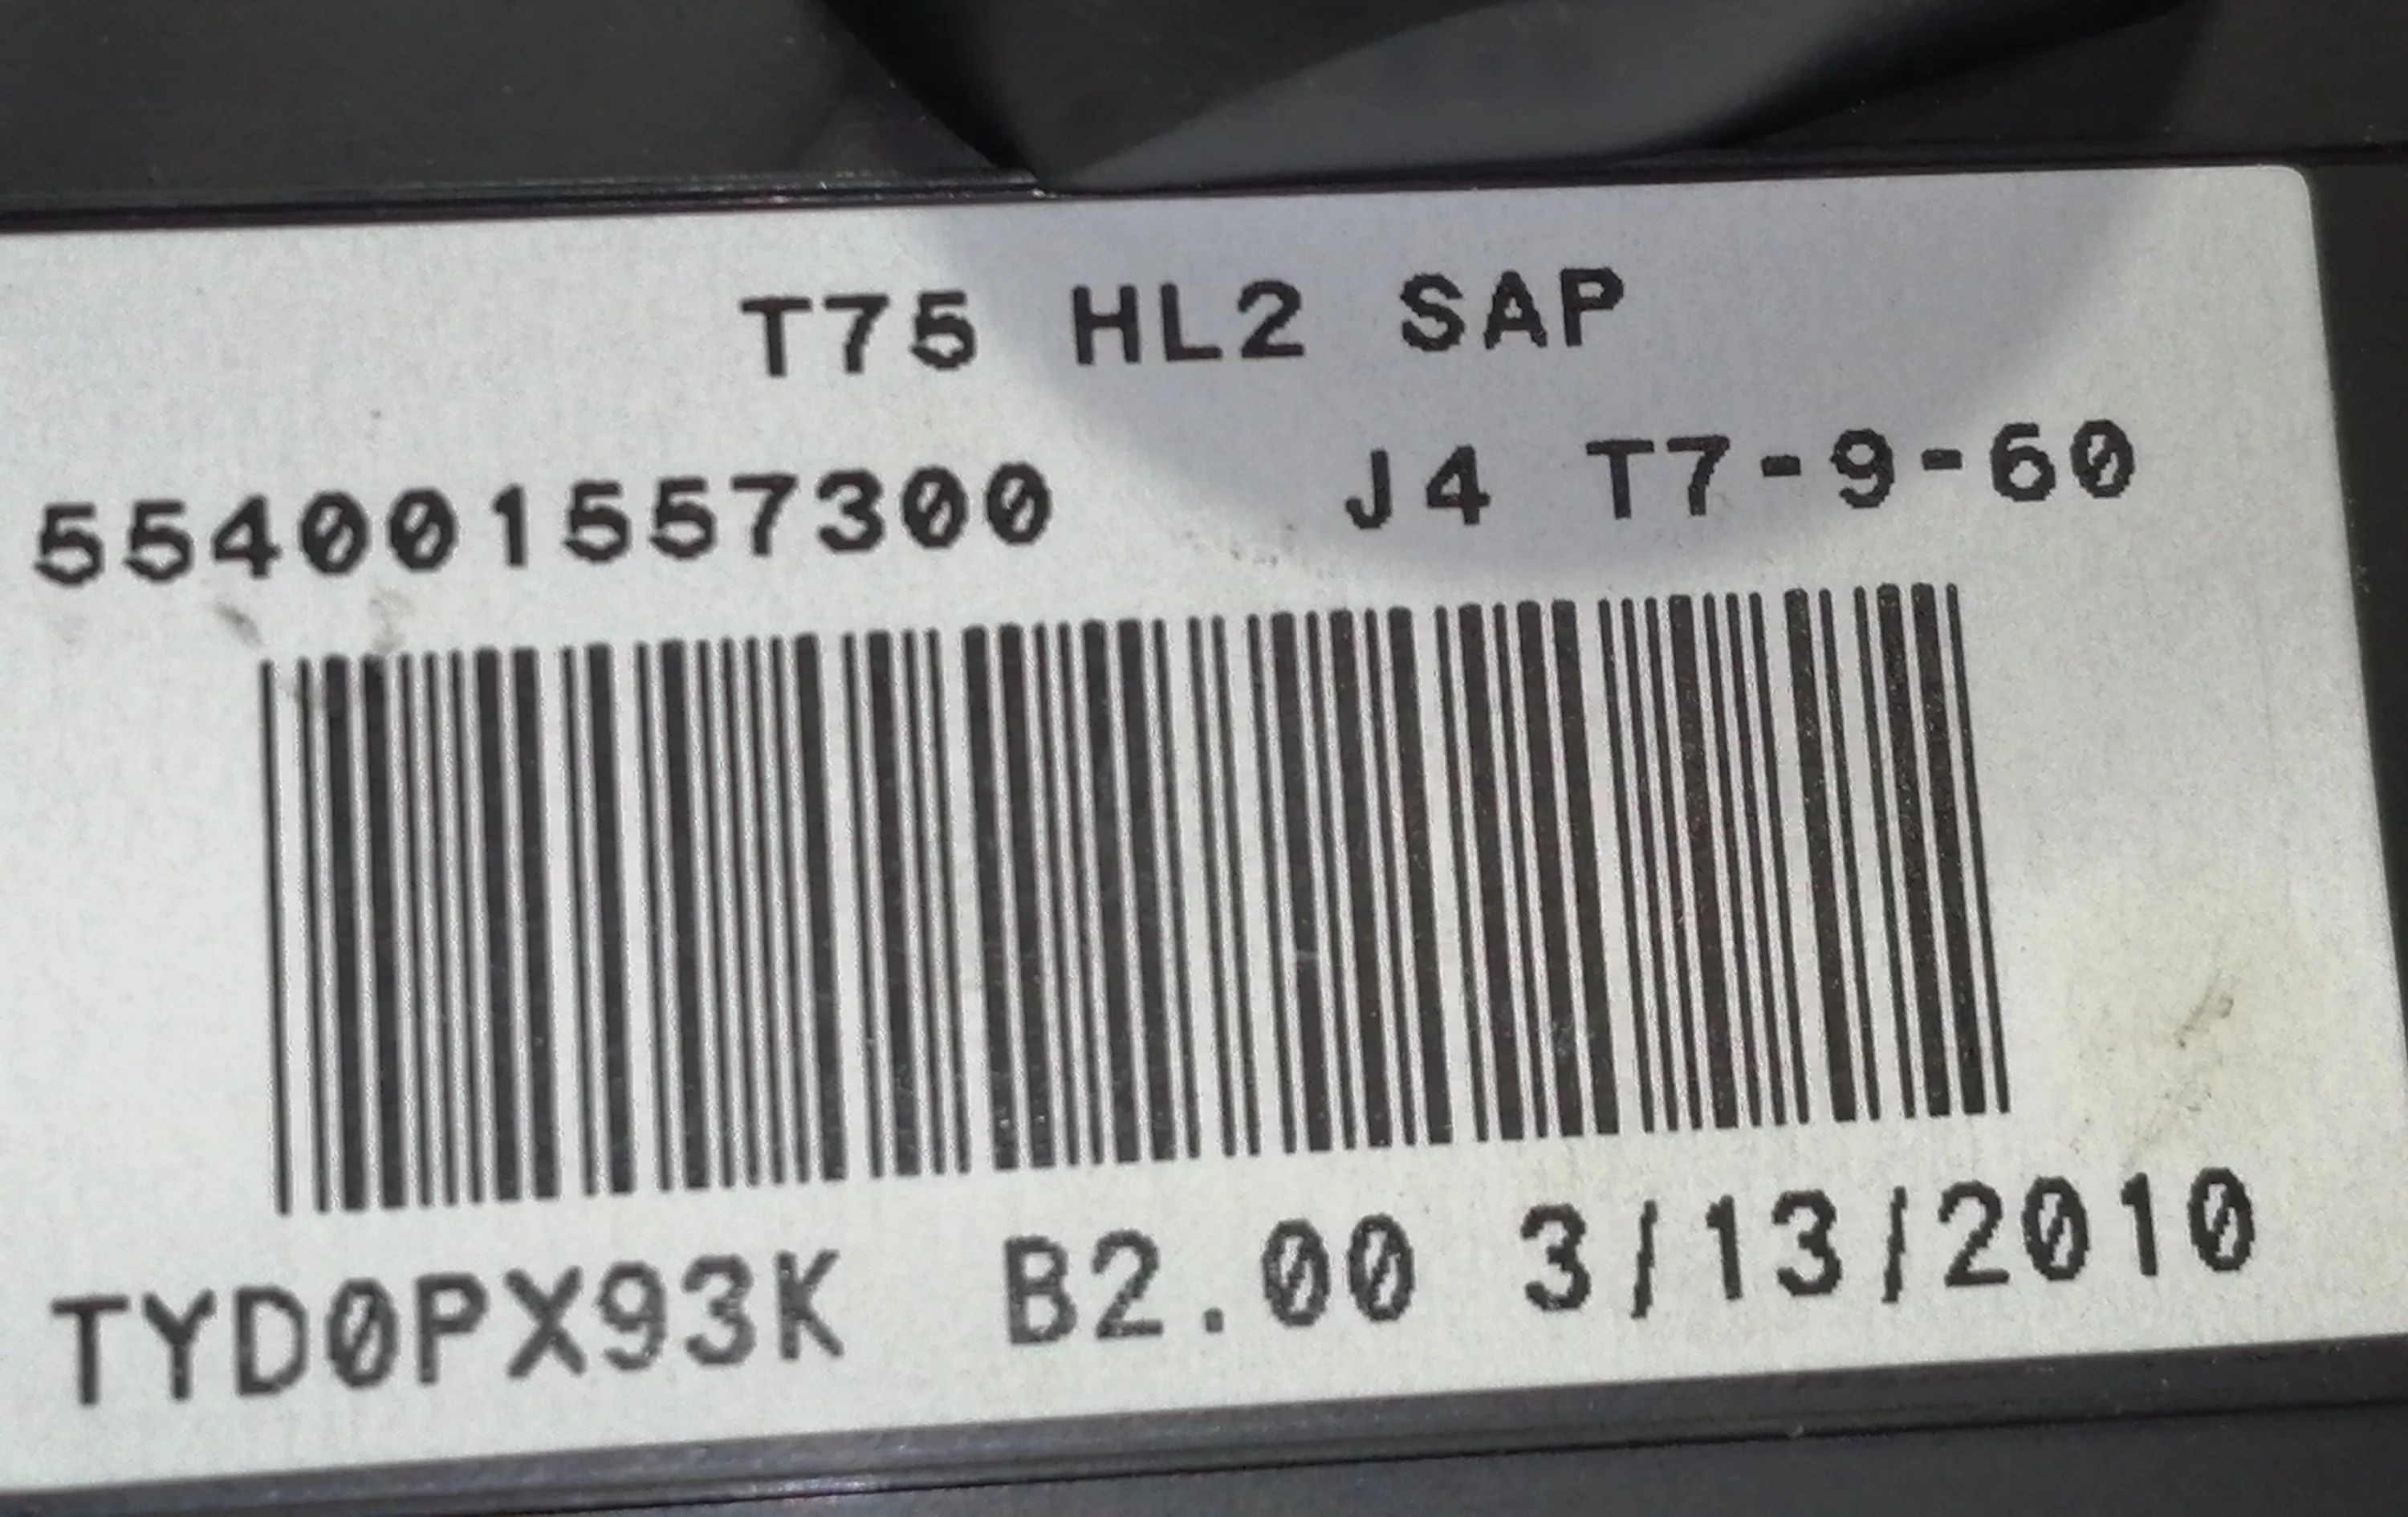 T75 HL2 SAP
554001557300 J4 T7-9-60
TYD0PX93K B2.00 3/13/2010